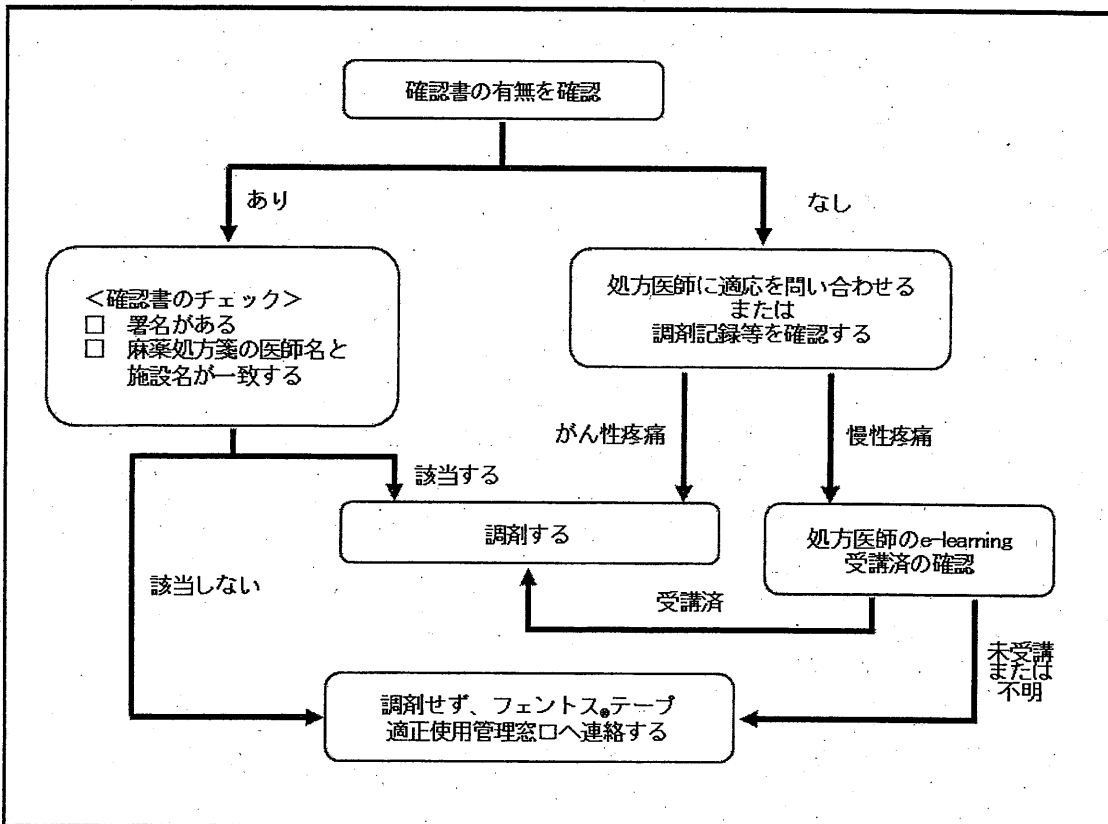 確認書の有無を確認
あり
なし
<確認書のチェック>
□ 署名がある
□ 麻薬処方箋の医師名と
施設名が一致する
処方医師に適応を問い合わせる
または
調剤記録等を確認する
がん性疼痛
慢性疼痛
該当する
調剤する
処方医師のe-learning
受講済の確認
該当しない
受講済
未受講
または
不明
調剤せず、フェントス®テープ
適正使用管理窓口へ連絡する